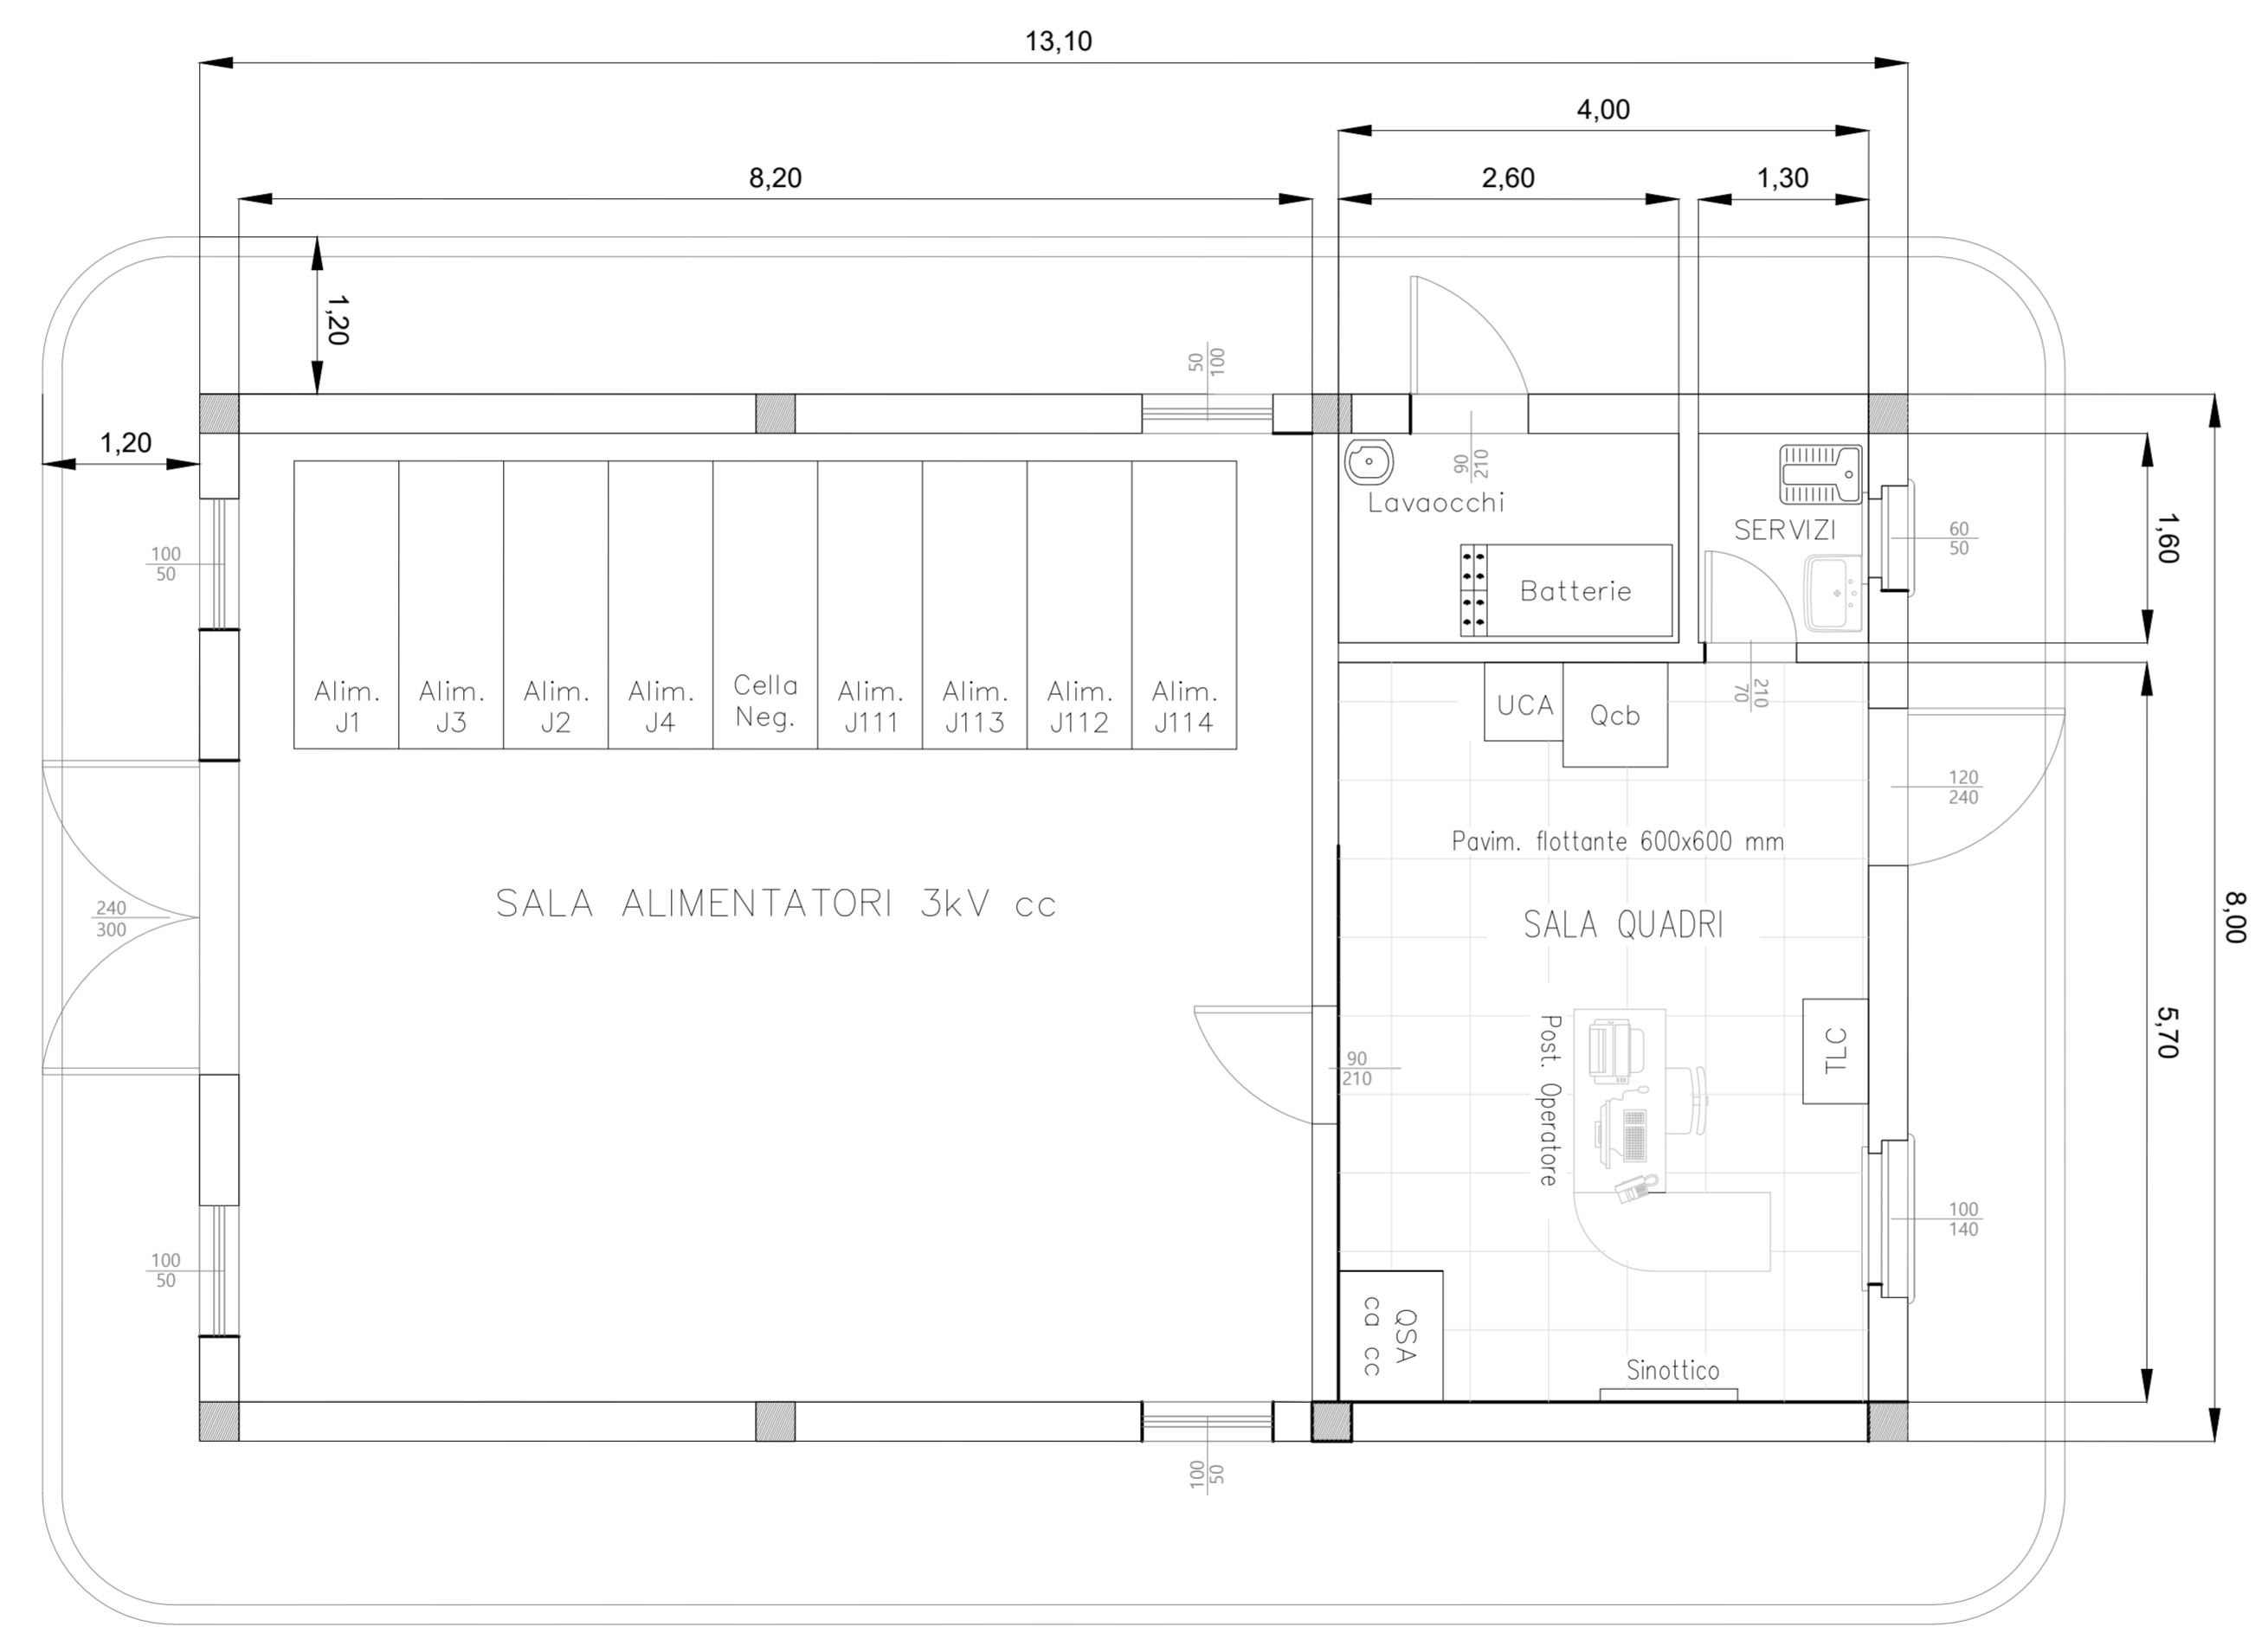 13,10
4,00
8,20
2,60
1,30
1,20
1,20
50
100
90
210
Lavaocchi
SERVIZI
60
50
1,60
100
50
Batterie
Alim.
J1
Alim.
J3
Alim.
J2
Alim.
J4
Cella
Neg.
Alim.
J111
Alim.
J113
Alim.
J112
Alim.
J114
UCA
Qcb
210
70
120
240
Pavim. flottante 600x600 mm
SALA ALIMENTATORI 3kV cc
SALA QUADRI
240
300
8,00
5,70
Post. Operatore
TLC
90
210
100
140
100
50
QSA
ca cc
Sinottico
100
50